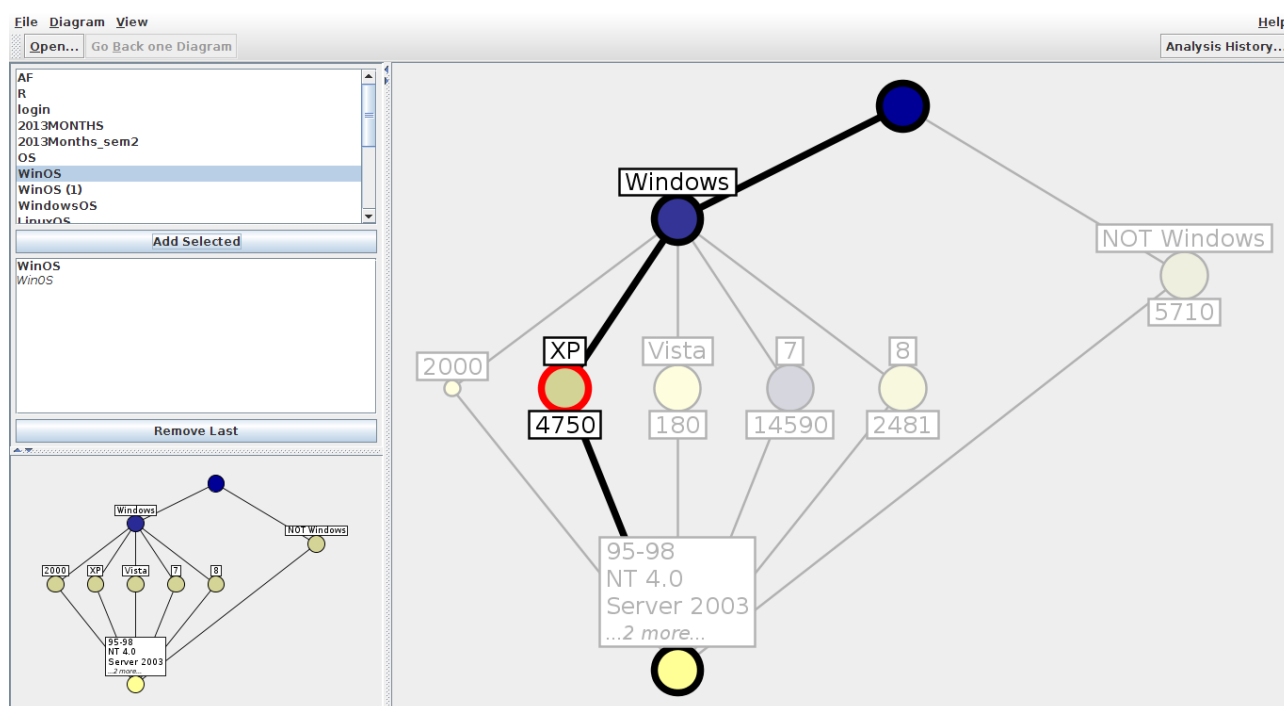 File Diagram View Help
Open... Go Back one Diagram Analysis History...
AF
R
login
2013MONTHS
2013Months_sem2
OS
WinOS
WinOS (1)
WindowsOS
LinuxOS
Add Selected
WinOS
WinOS
Remove Last
Windows
NOT Windows
2000 XP Vista 7 8
95-98
NT 4.0
Server 2003
...2 more...
Windows
NOT Windows
5710
2000 XP Vista 7 8
4750 180 14590 2481
95-98
NT 4.0
Server 2003
...2 more...